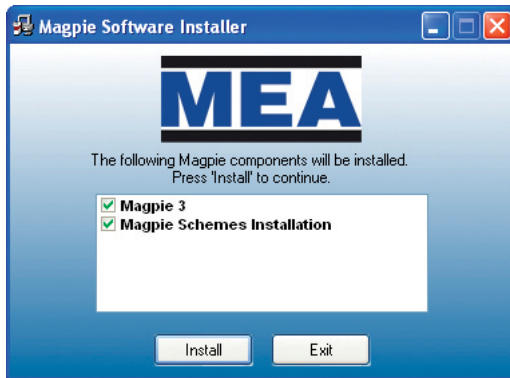 Magpie Software Installer
MEA
The following Magpie components will be installed.
Press 'Install' to continue.
Magpie 3
Magpie Schemes Installation
Install Exit